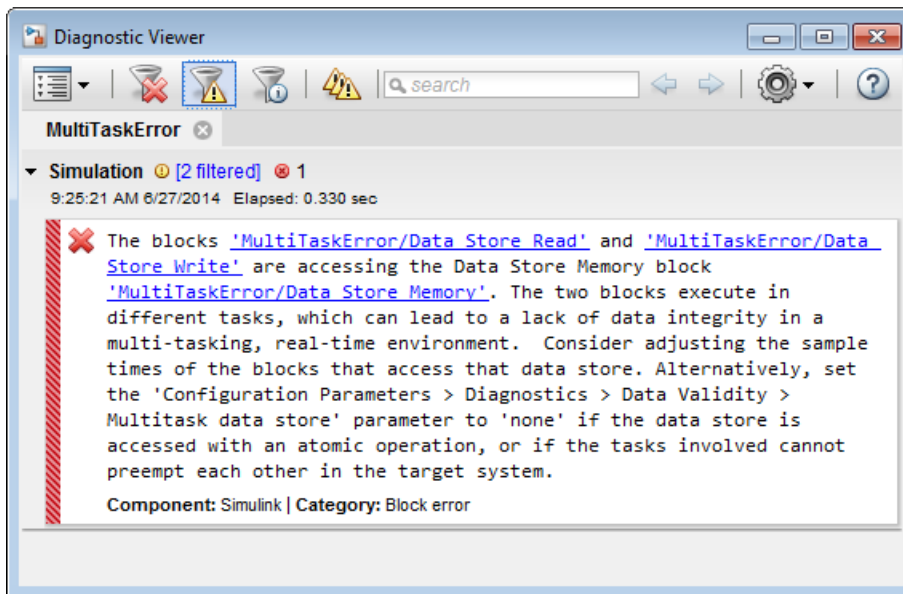 Diagnostic Viewer
search
MultiTaskError
Simulation [2 filtered] 1
9:25:21 AM 6/27/2014 Elapsed: 0.330 sec
The blocks 'MultiTaskError/Data Store Read' and 'MultiTaskError/Data
Store Write' are accessing the Data Store Memory block
'MultiTaskError/Data Store Memory'. The two blocks execute in
different tasks, which can lead to a lack of data integrity in a
multi-tasking, real-time environment.  Consider adjusting the sample
times of the blocks that access that data store. Alternatively, set
the 'Configuration Parameters > Diagnostics > Data Validity >
Multitask data store' parameter to 'none' if the data store is
accessed with an atomic operation, or if the tasks involved cannot
preempt each other in the target system.
Component: Simulink | Category: Block error